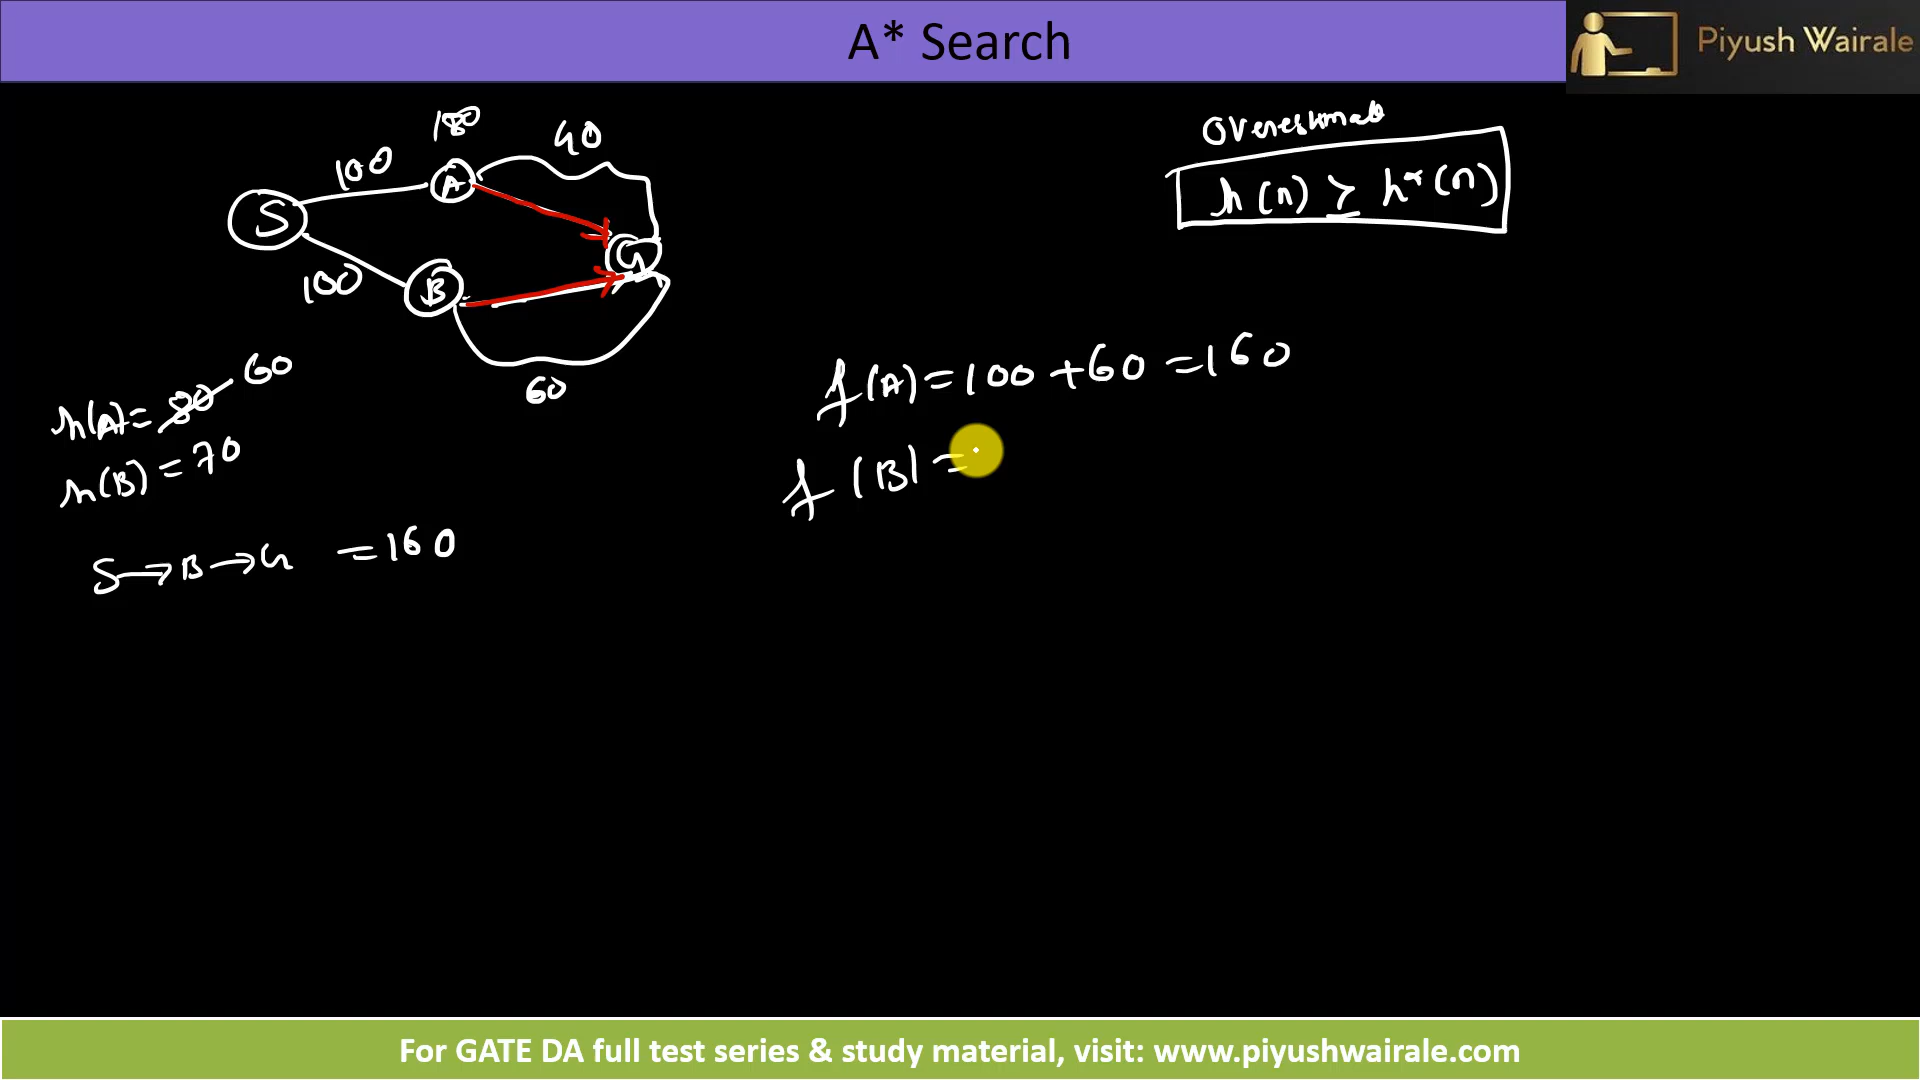 A* Search
Piyush Wairale
180
40
100
A
S
G
100
B
60
Overestimate
h(n) ≥ h*(n)
h(A)= 80 60
h(B) = 70
S→B→G = 160
f(A) = 100 + 60 = 160
f(B) =
For GATE DA full test series & study material, visit: www.piyushwairale.com